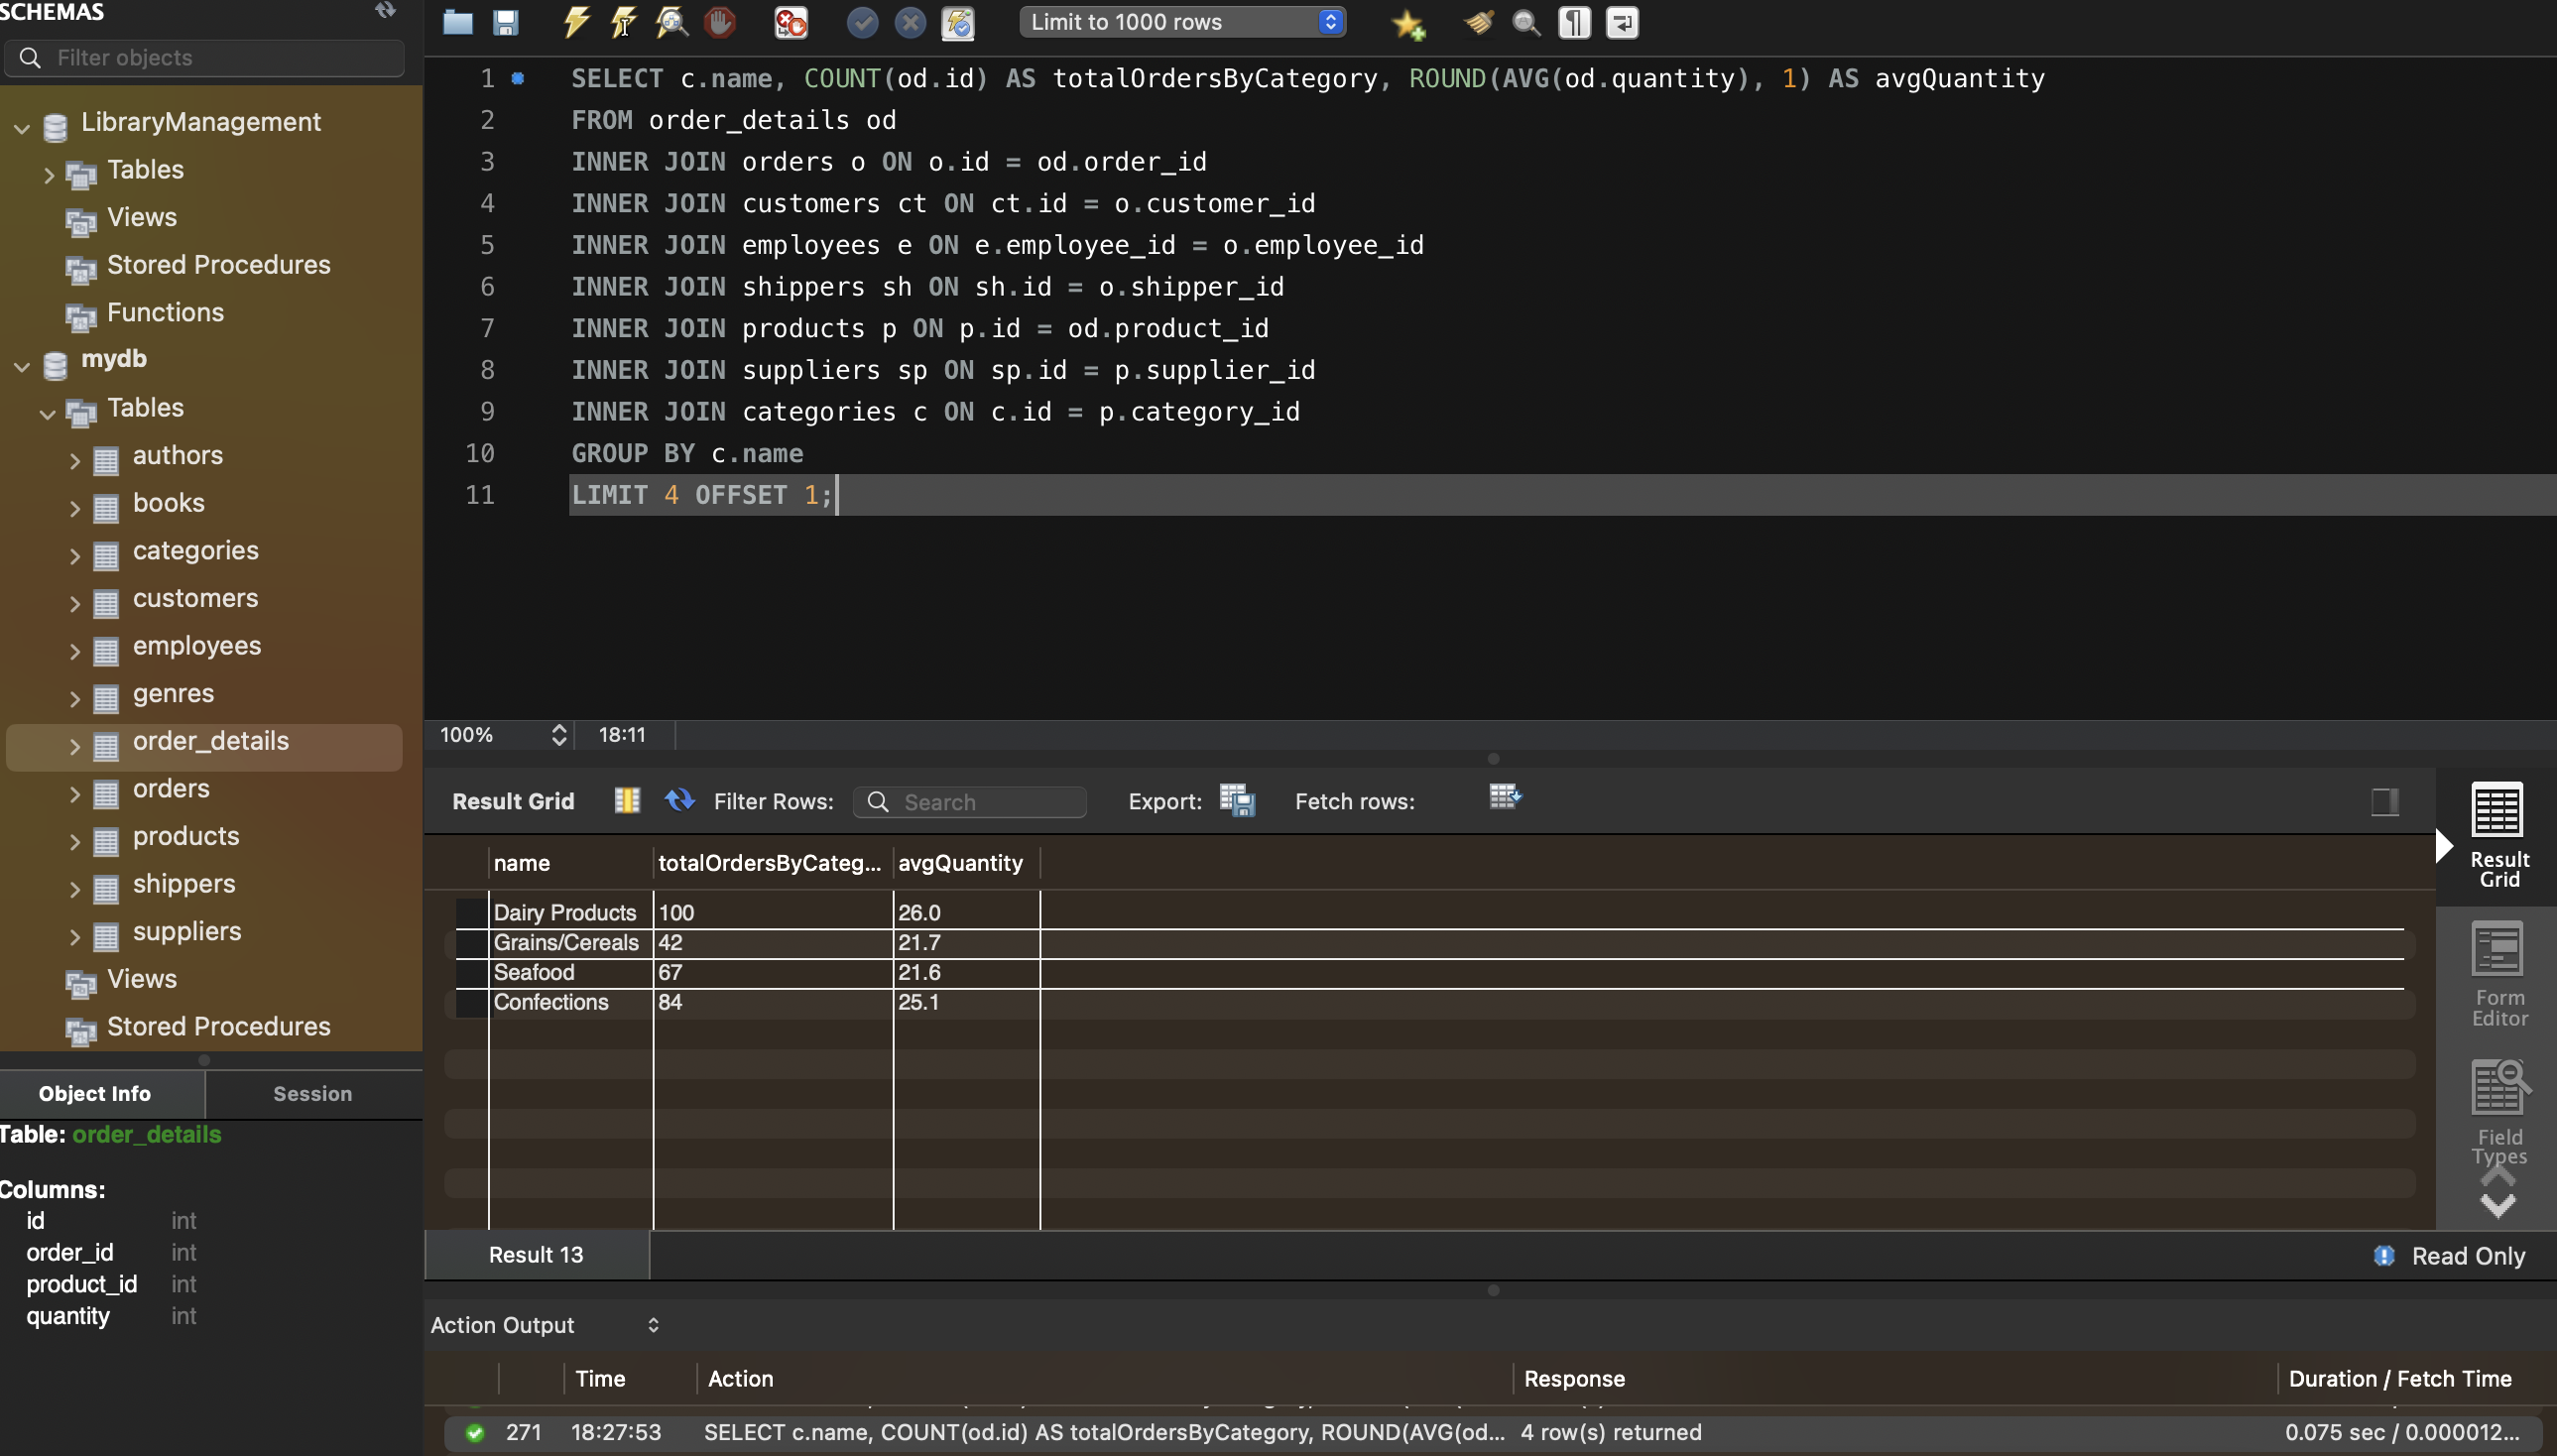 SCHEMAS
Filter objects
LibraryManagement
Tables
Views
Stored Procedures
Functions
mydb
Tables
authors
books
categories
customers
employees
genres
order_details
orders
products
shippers
suppliers
Views
Stored Procedures
Object Info Session
Table: order_details
Columns:
id int
order_id int
product_id int
quantity int
Limit to 1000 rows
1 SELECT c.name, COUNT(od.id) AS totalOrdersByCategory, ROUND(AVG(od.quantity), 1) AS avgQuantity
2 FROM order_details od
3 INNER JOIN orders o ON o.id = od.order_id
4 INNER JOIN customers ct ON ct.id = o.customer_id
5 INNER JOIN employees e ON e.employee_id = o.employee_id
6 INNER JOIN shippers sh ON sh.id = o.shipper_id
7 INNER JOIN products p ON p.id = od.product_id
8 INNER JOIN suppliers sp ON sp.id = p.supplier_id
9 INNER JOIN categories c ON c.id = p.category_id
10 GROUP BY c.name
11 LIMIT 4 OFFSET 1;
100% 18:11
Result Grid Filter Rows: Search Export: Fetch rows:
name totalOrdersByCateg... avgQuantity
Dairy Products 100 26.0
Grains/Cereals 42 21.7
Seafood 67 21.6
Confections 84 25.1
Result
Grid
Form
Editor
Field
Types
Result 13 Read Only
Action Output
Time Action Response Duration / Fetch Time
271 18:27:53 SELECT c.name, COUNT(od.id) AS totalOrdersByCategory, ROUND(AVG(od... 4 row(s) returned 0.075 sec / 0.000012...